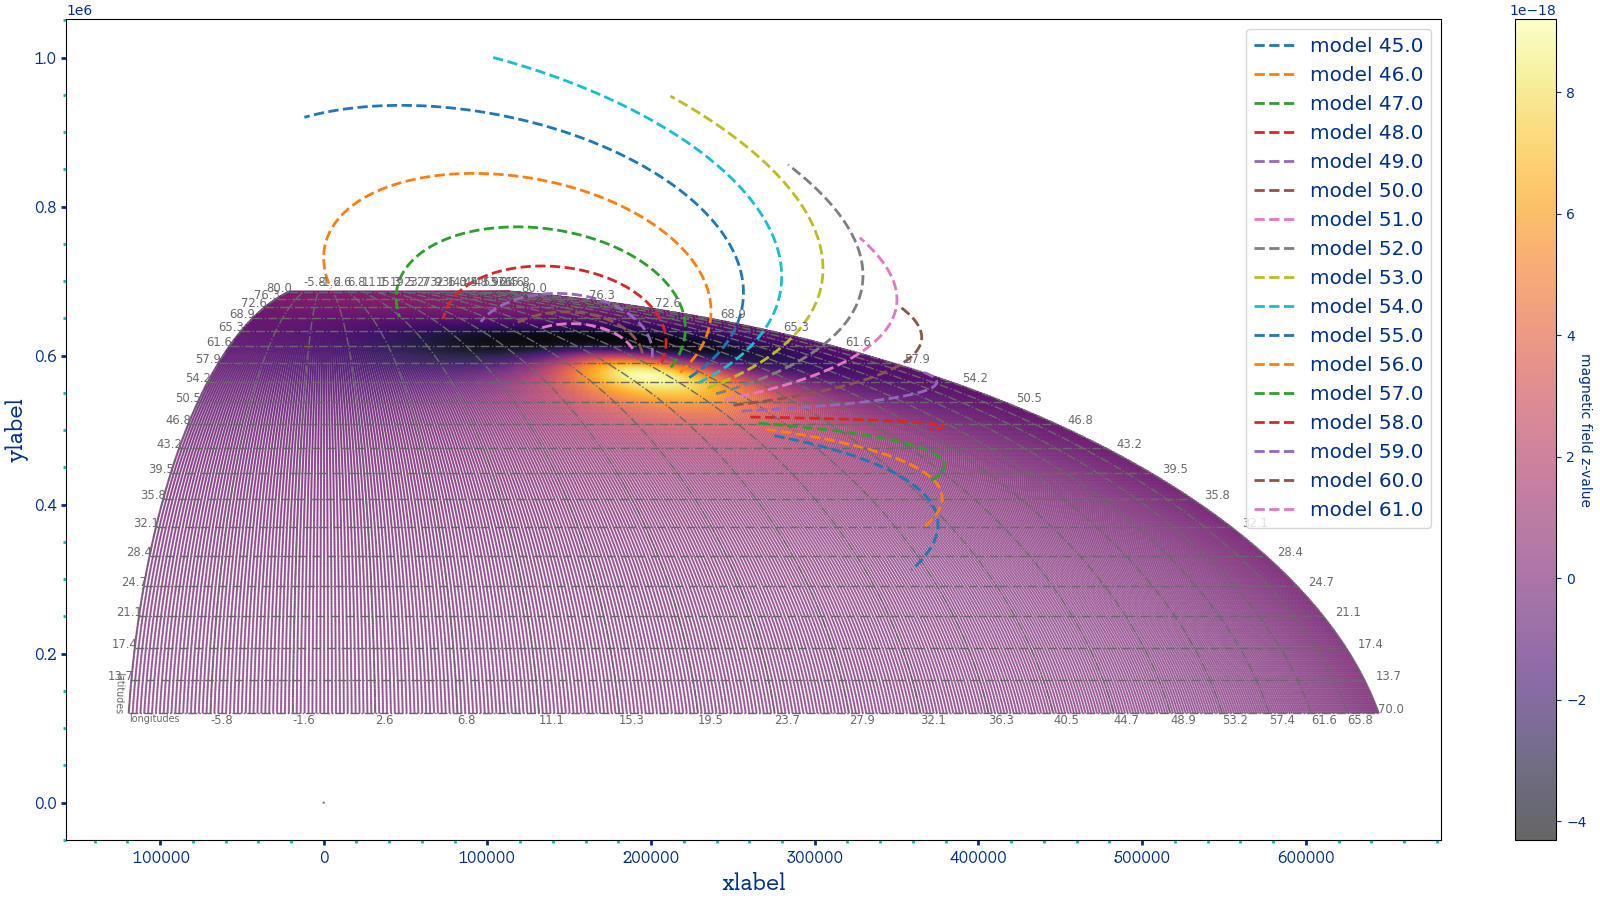 1e6
1e−18
model 45.0
model 46.0
model 47.0
model 48.0
model 49.0
model 50.0
model 51.0
model 52.0
model 53.0
model 54.0
model 55.0
model 56.0
model 57.0
model 58.0
model 59.0
model 60.0
model 61.0
1.0
0.8
0.6
0.4
0.2
0.0
ylabel
80.0
76.3
72.6
68.9
65.3
61.6
57.9
54.2
50.5
46.8
43.2
39.5
35.8
32.1
28.4
24.7
21.1
17.4
13.7
-5.8
80.0
76.3
72.6
68.9
65.3
61.6
57.9
54.2
50.5
46.8
43.2
39.5
35.8
32.1
28.4
24.7
21.1
17.4
13.7
longitudes
-5.8 -1.6 2.6 6.8 11.1 15.3 19.5 23.7 27.9 32.1 36.3 40.5 44.7 48.9 53.2 57.4 61.6 65.8 70.0
100000 0 100000 200000 300000 400000 500000 600000
xlabel
8
6
4
2
0
−2
−4
magnetic field z-value